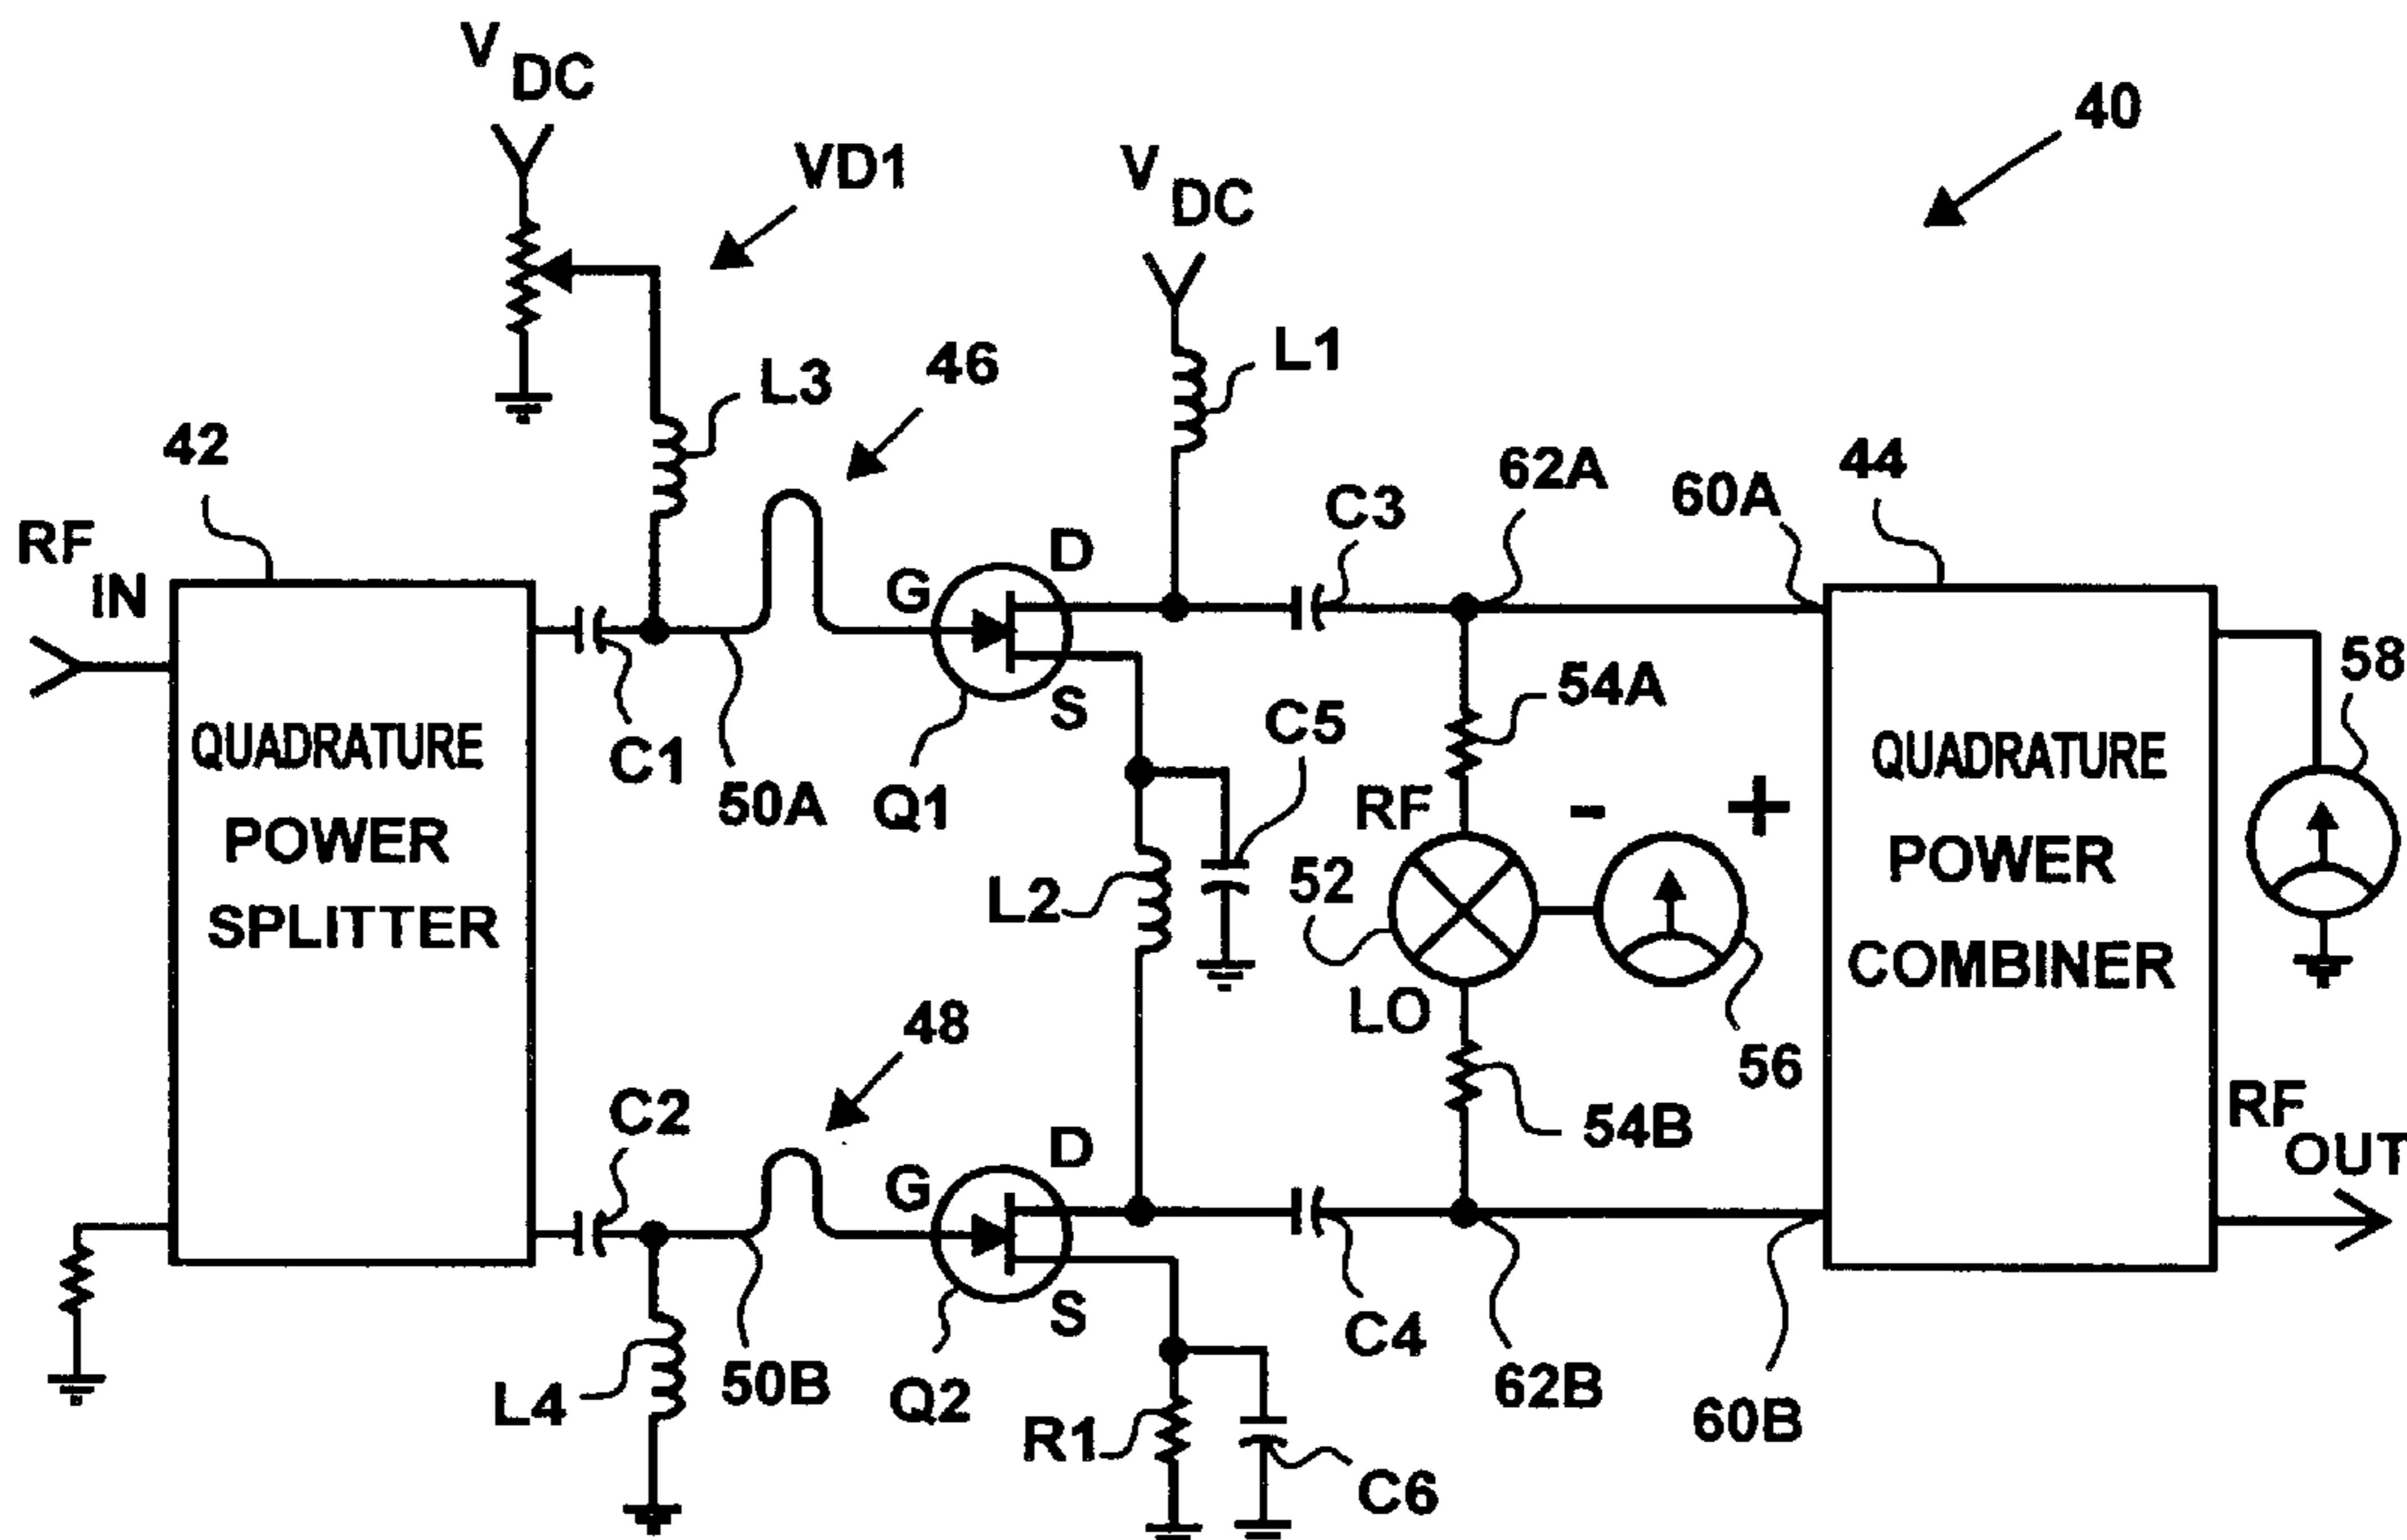 V DC
VD1
V DC
40
L3
46
L1
42
62A
60A
44
RF IN
C3
G
D
S
58
54A
C1
50A
Q1
C5
RF
-
+
QUADRATURE
POWER
SPLITTER
QUADRATURE
POWER
COMBINER
L2
52
LO
56
48
C2
54B
RF OUT
G
D
S
L4
50B
Q2
C4
62B
60B
R1
C6